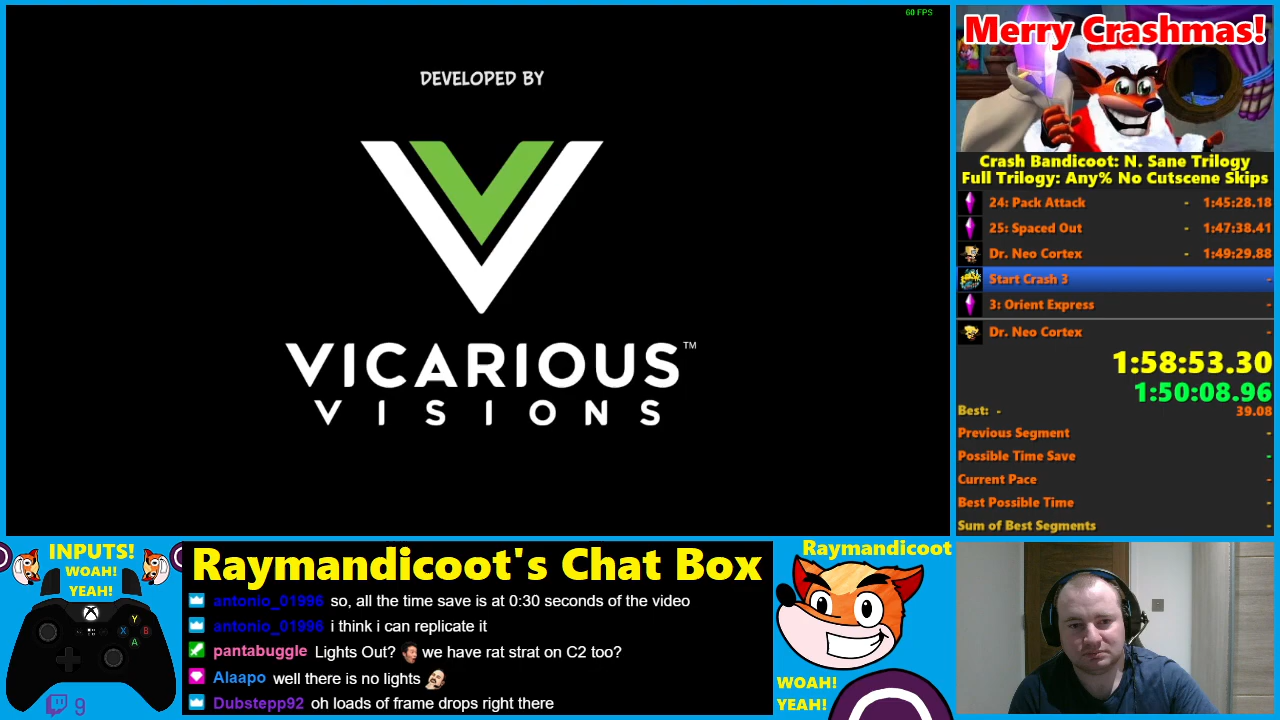 60 FPS
DEVELOPED BY
VICARIOUS™
VISIONS
Merry Crashmas!
Crash Bandicoot: N. Sane Trilogy
Full Trilogy: Any% No Cutscene Skips
24: Pack Attack - 1:45:28.18
25: Spaced Out - 1:47:38.41
Dr. Neo Cortex - 1:49:29.88
Start Crash 3 -
3: Orient Express -
Dr. Neo Cortex -
1:58:53.30
1:50:08.96
Best: - 39.08
Previous Segment -
Possible Time Save -
Current Pace -
Best Possible Time -
Sum of Best Segments -
INPUTS!
WOAH!
YEAH!
Y
X B
A
9
Raymandicoot's Chat Box
antonio_01996 so, all the time save is at 0:30 seconds of the video
antonio_01996 i think i can replicate it
pantabuggle Lights Out? we have rat strat on C2 too?
Alaapo well there is no lights
Dubstepp92 oh loads of frame drops right there
Raymandicoot
WOAH!
YEAH!